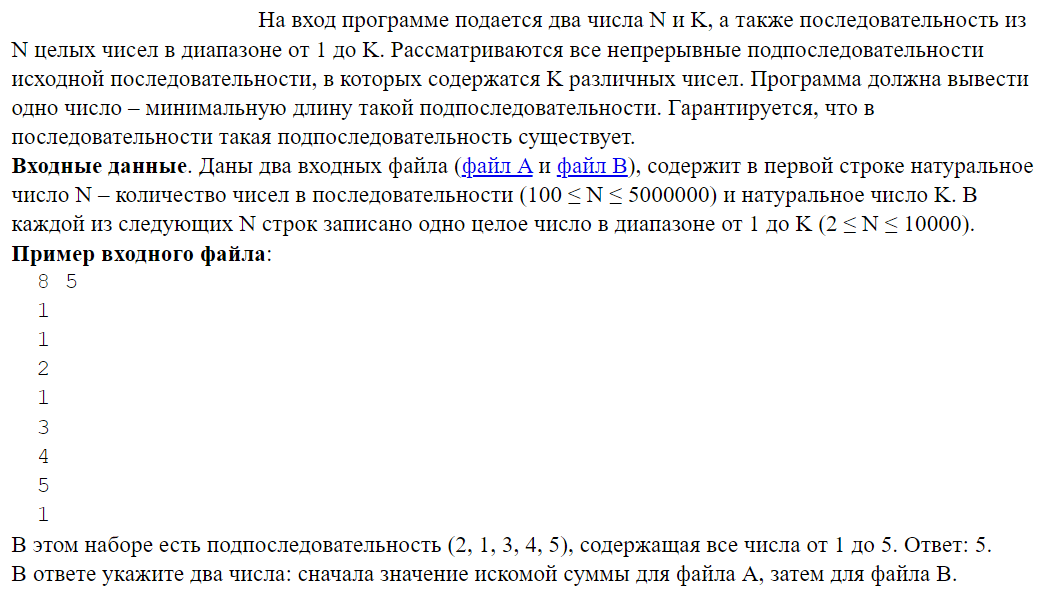 На вход программе подается два числа N и K, а также последовательность из
N целых чисел в диапазоне от 1 до K. Рассматриваются все непрерывные подпоследовательности
исходной последовательности, в которых содержатся K различных чисел. Программа должна вывести
одно число – минимальную длину такой подпоследовательности. Гарантируется, что в
последовательности такая подпоследовательность существует.
Входные данные. Даны два входных файла (файл A и файл B), содержит в первой строке натуральное
число N – количество чисел в последовательности (100 ≤ N ≤ 5000000) и натуральное число K. В
каждой из следующих N строк записано одно целое число в диапазоне от 1 до K (2 ≤ N ≤ 10000).
Пример входного файла:
8 5
1
1
2
1
3
4
5
1
В этом наборе есть подпоследовательность (2, 1, 3, 4, 5), содержащая все числа от 1 до 5. Ответ: 5.
В ответе укажите два числа: сначала значение искомой суммы для файла A, затем для файла B.